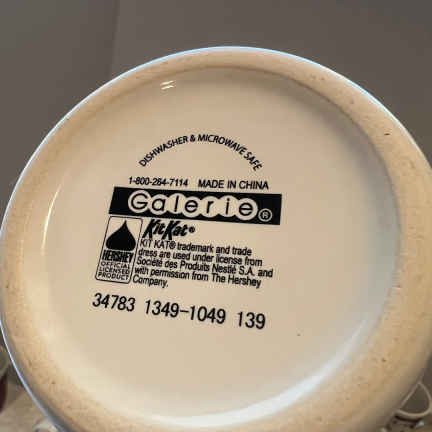 DISHWASHER & MICROWAVE SAFE
1-800-264-7114 MADE IN CHINA
Galerie®
KitKat®
KIT KAT® trademark and trade
dress are used under license from
Société des Produits Nestlé S.A. and
with permission from The Hershey
Company.
HERSHEY
OFFICIAL
LICENSED
PRODUCT
34783 1349-1049 139